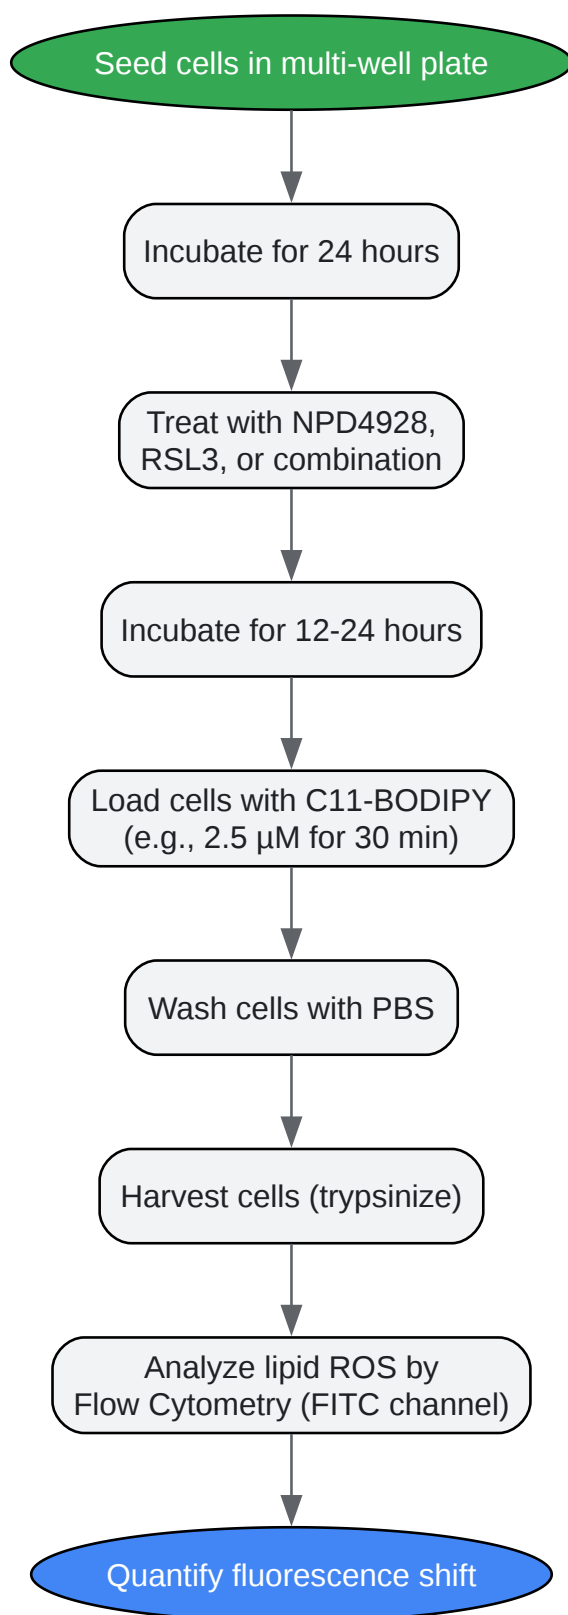 Seed cells in multi-well plate
Incubate for 24 hours
Treat with NPD4928,
RSL3, or combination
Incubate for 12-24 hours
Load cells with C11-BODIPY
(e.g., 2.5 µM for 30 min)
Wash cells with PBS
Harvest cells (trypsinize)
Analyze lipid ROS by
Flow Cytometry (FITC channel)
Quantify fluorescence shift